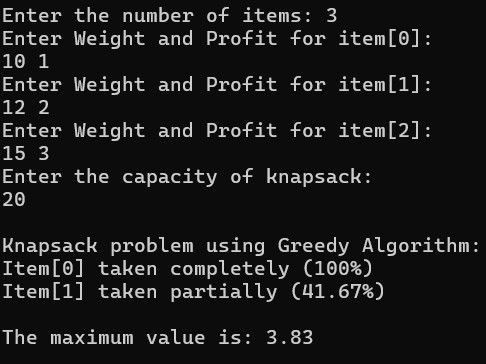 Enter the number of items: 3
Enter Weight and Profit for item[0]:
10 1
Enter Weight and Profit for item[1]:
12 2
Enter Weight and Profit for item[2]:
15 3
Enter the capacity of knapsack:
20
Knapsack problem using Greedy Algorithm:
Item[0] taken completely (100%)
Item[1] taken partially (41.67%)
The maximum value is: 3.83